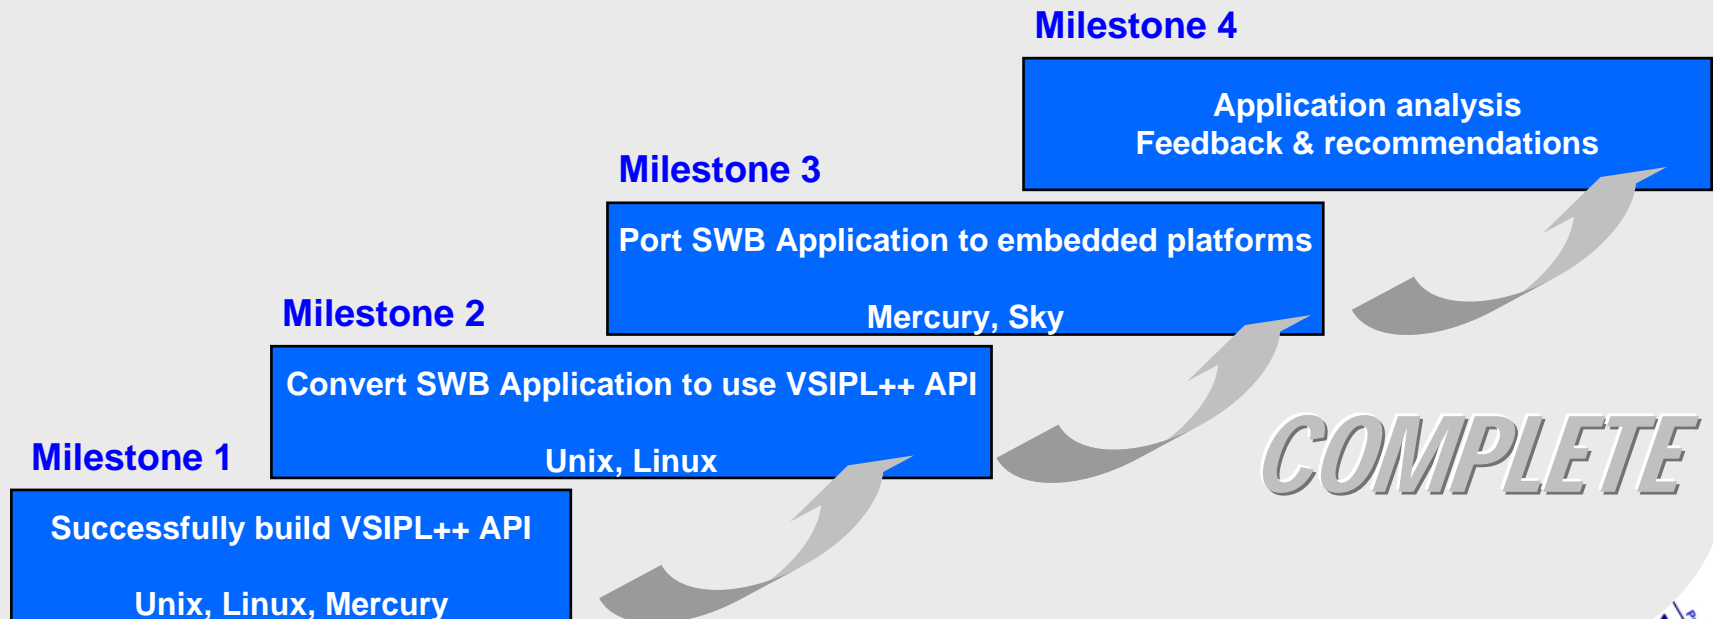 Milestone 4
Application analysis
Feedback & recommendations
Milestone 3
Port SWB Application to embedded platforms
Mercury, Sky
Milestone 2
Convert SWB Application to use VSIPL++ API
Unix, Linux
Milestone 1
Successfully build VSIPL++ API
Unix, Linux, Mercury
COMPLETE